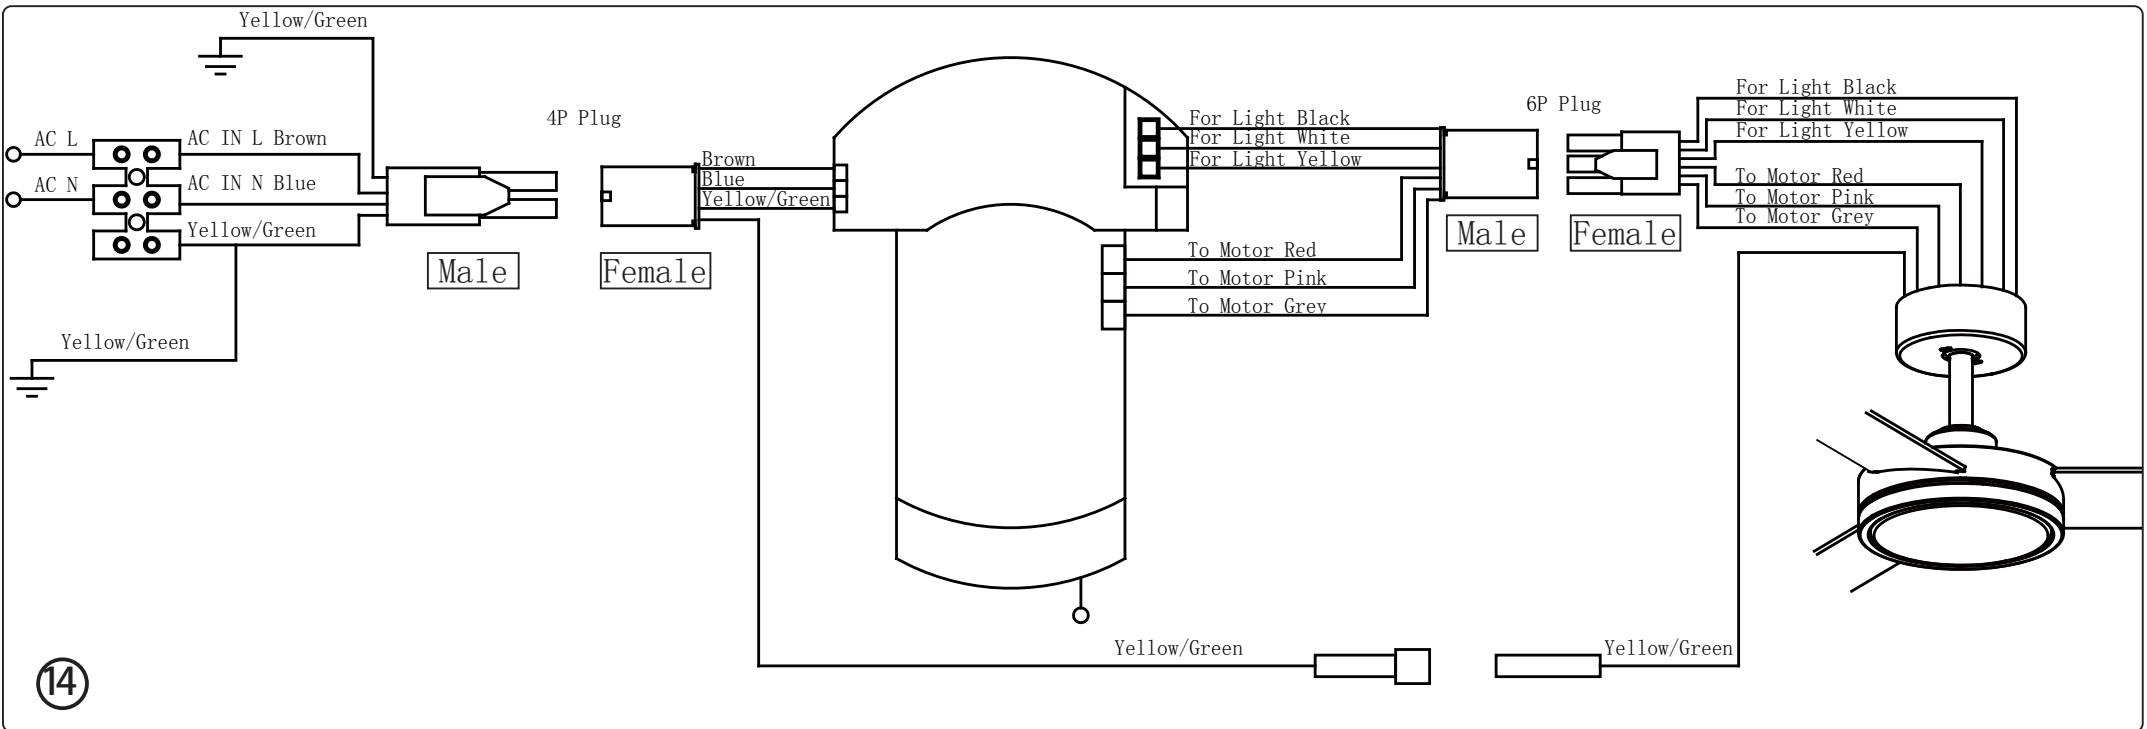 Yellow/Green
AC L
AC IN L Brown
AC N
AC IN N Blue
Yellow/Green
Yellow/Green
4P Plug
Male
Female
Brown
Blue
Yellow/Green
For Light Black
For Light White
For Light Yellow
To Motor Red
To Motor Pink
To Motor Grey
6P Plug
Male
Female
For Light Black
For Light White
For Light Yellow
To Motor Red
To Motor Pink
To Motor Grey
Yellow/Green
Yellow/Green
14